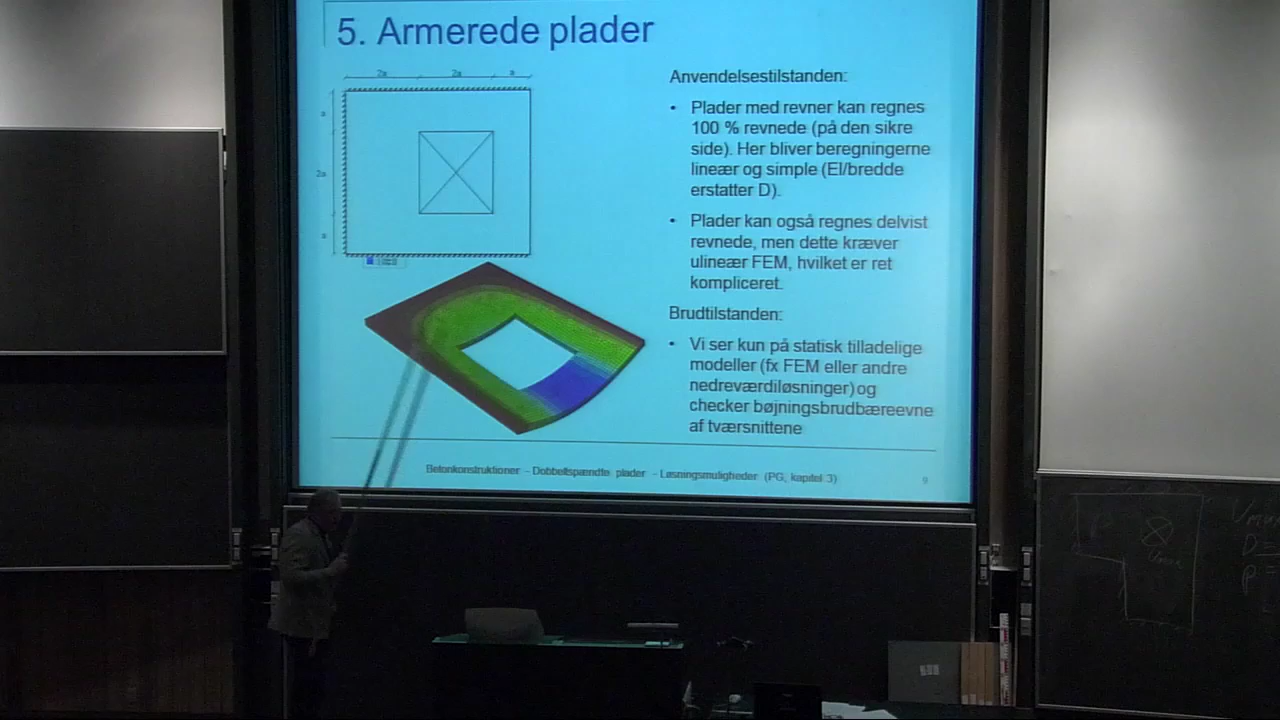 5. Armerede plader
2a 2a a
a
2a
a
Anvendelsestilstanden:
• Plader med revner kan regnes
100 % revnede (på den sikre
side). Her bliver beregningerne
lineær og simple (EI/bredde
erstatter D).
• Plader kan også regnes delvist
revnede, men dette kræver
ulineær FEM, hvilket er ret
kompliceret.
Brudtilstanden:
• Vi ser kun på statisk tilladelige
modeller (fx FEM eller andre
nedreværdiløsninger) og
checker bøjningsbrudbæreevne
af tværsnittene
Betonkonstruktioner - Dobbeltspændte plader - Løsningsmuligheder (PG, kapitel 3)
9
D =
P =